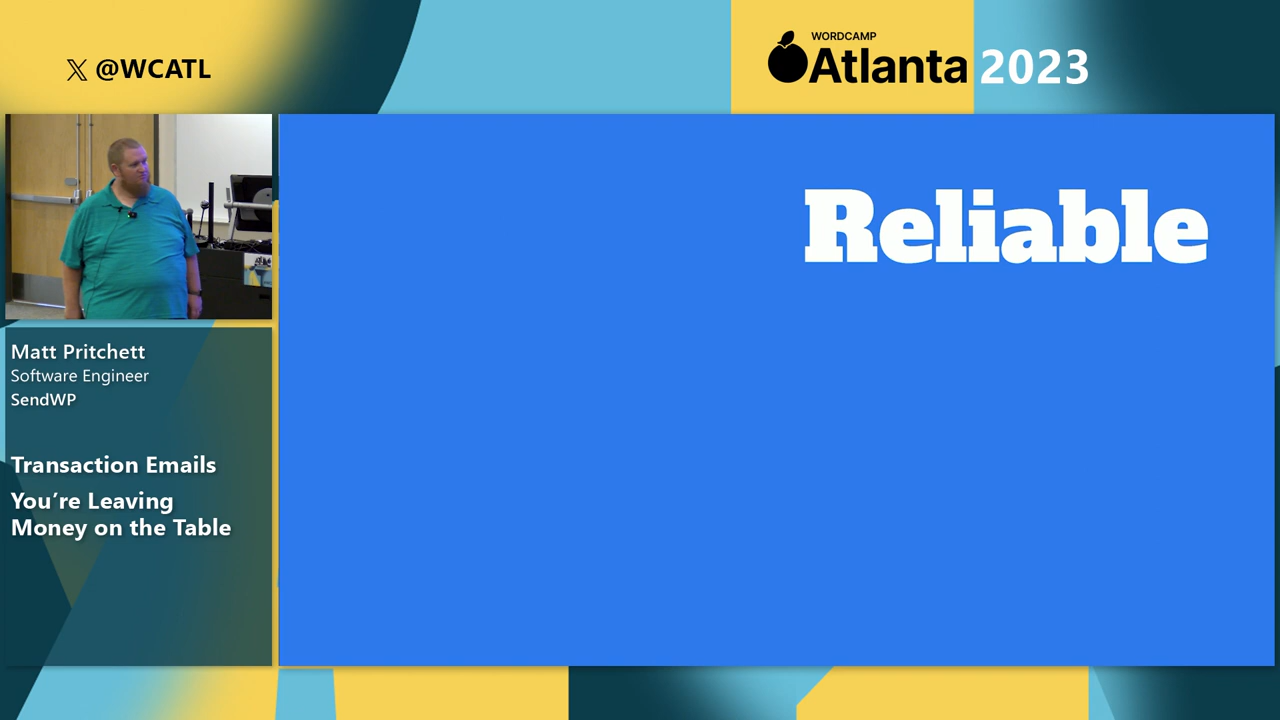 𝕏 @WCATL
WORDCAMP
Atlanta 2023
Reliable
Matt Pritchett
Software Engineer
SendWP
Transaction Emails
You’re Leaving
Money on the Table